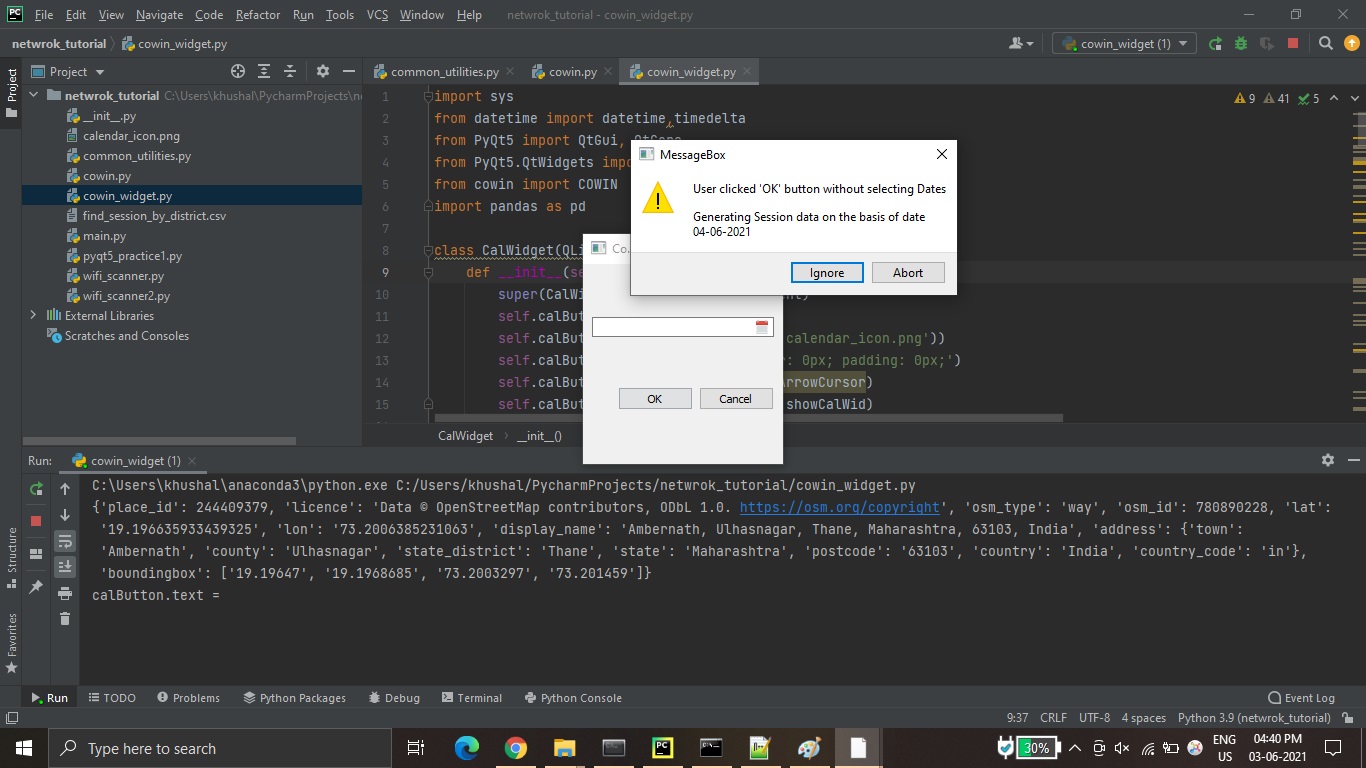 PC File Edit View Navigate Code Refactor Run Tools VCS Window Help netwrok_tutorial - cowin_widget.py
netwrok_tutorial cowin_widget.py cowin_widget (1)
Project
Project
common_utilities.py cowin.py cowin_widget.py
netwrok_tutorial C:\Users\khushal\PycharmProjects\ne
__init__.py
calendar_icon.png
common_utilities.py
cowin.py
cowin_widget.py
find_session_by_district.csv
main.py
pyqt5_practice1.py
wifi_scanner.py
wifi_scanner2.py
External Libraries
Scratches and Consoles
9 41 5
1 import sys
2 from datetime import datetime,timedelta
3 from PyQt5 import QtGui, QtCore
4 from PyQt5.QtWidgets impo
5 from cowin import COWIN
6 import pandas as pd
7
8 class CalWidget(QLi
9 def __init__(se
10 super(CalWi t)
11 self.calBut
12 self.calBut calendar_icon.png'))
13 self.calBut r: 0px; padding: 0px;')
14 self.calBut ArrowCursor)
15 self.calBut showCalWid)
CalWidget __init__()
MessageBox
User clicked 'OK' button without selecting Dates
Generating Session data on the basis of date
04-06-2021
Ignore Abort
Co.
OK Cancel
Run: cowin_widget (1)
C:\Users\khushal\anaconda3\python.exe C:/Users/khushal/PycharmProjects/netwrok_tutorial/cowin_widget.py
{'place_id': 244409379, 'licence': 'Data © OpenStreetMap contributors, ODbL 1.0. https://osm.org/copyright', 'osm_type': 'way', 'osm_id': 780890228, 'lat':
'19.196635933439325', 'lon': '73.2006385231063', 'display_name': 'Ambernath, Ulhasnagar, Thane, Maharashtra, 63103, India', 'address': {'town':
'Ambernath', 'county': 'Ulhasnagar', 'state_district': 'Thane', 'state': 'Maharashtra', 'postcode': '63103', 'country': 'India', 'country_code': 'in'},
'boundingbox': ['19.19647', '19.1968685', '73.2003297', '73.201459']}
calButton.text =
Structure
Favorites
Run TODO Problems Python Packages Debug Terminal Python Console Event Log
9:37 CRLF UTF-8 4 spaces Python 3.9 (netwrok_tutorial)
Type here to search
PC
30%
ENG
US
04:40 PM
03-06-2021